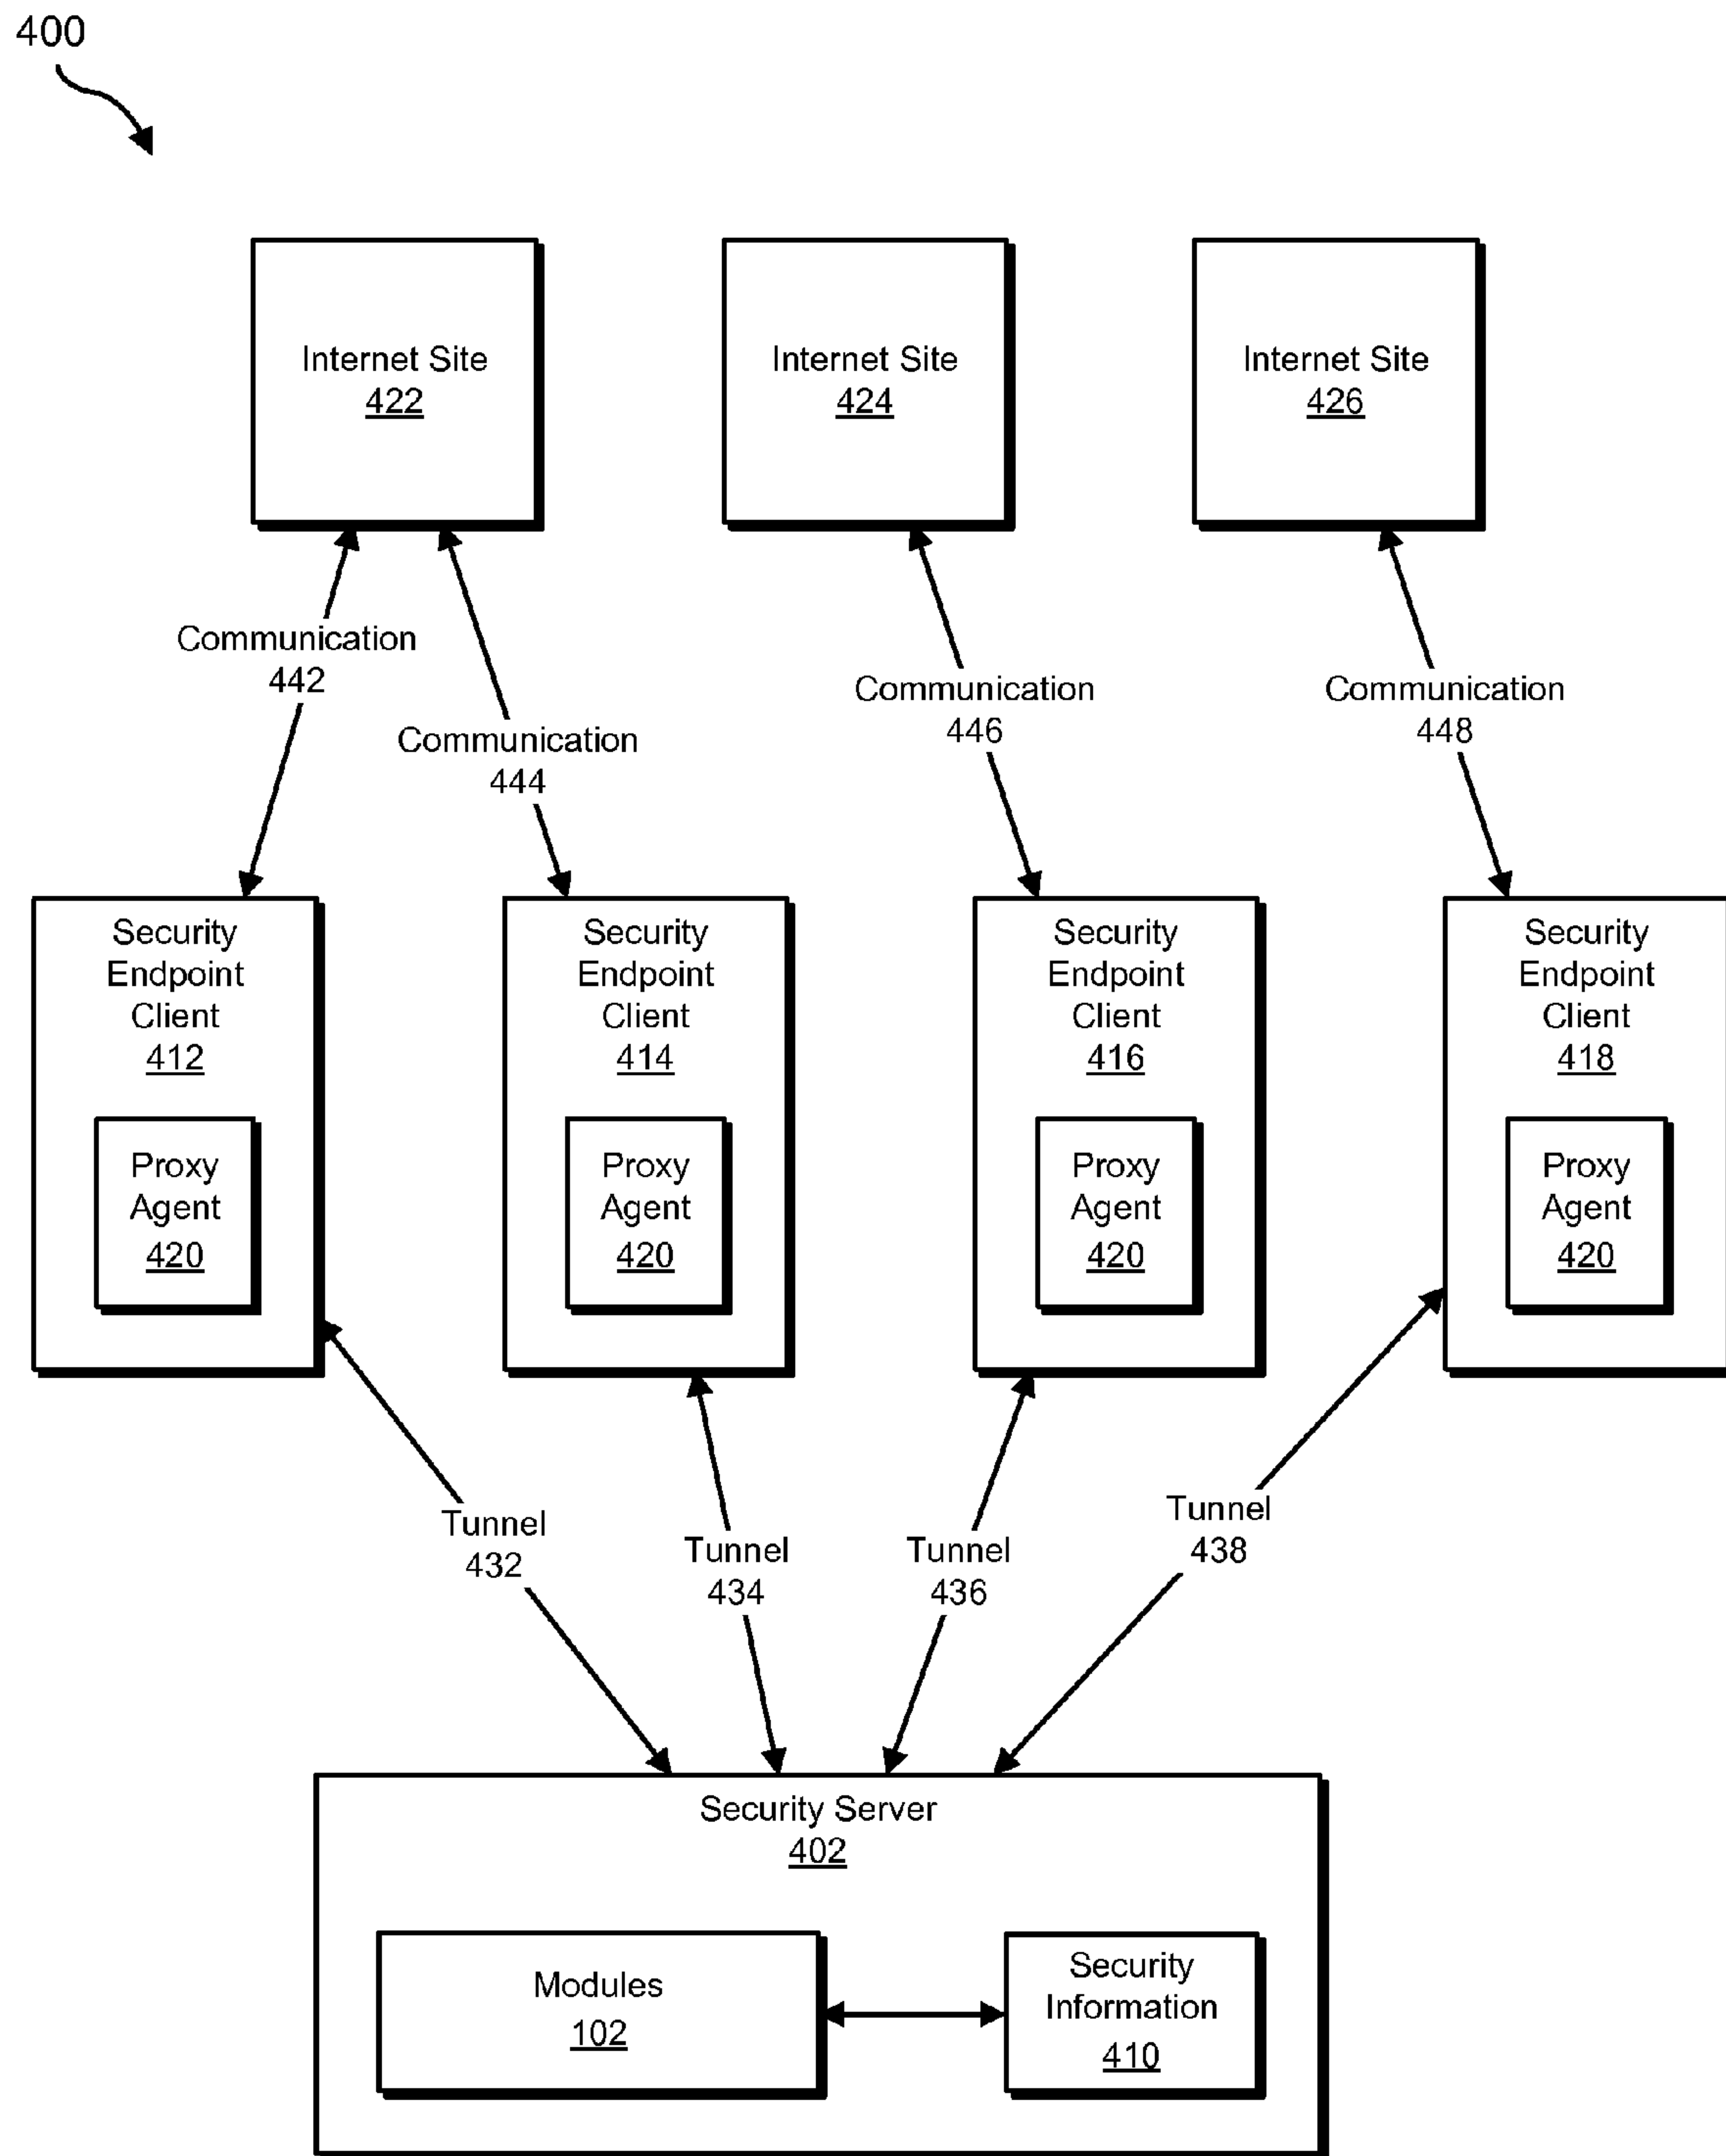 400
Internet Site
422
Internet Site
424
Internet Site
426
Communication
442
Communication
444
Communication
446
Communication
448
Security
Endpoint
Client
412
Proxy
Agent
420
Security
Endpoint
Client
414
Proxy
Agent
420
Security
Endpoint
Client
416
Proxy
Agent
420
Security
Endpoint
Client
418
Proxy
Agent
420
Tunnel
432
Tunnel
434
Tunnel
436
Tunnel
438
Security Server
402
Modules
102
Security
Information
410